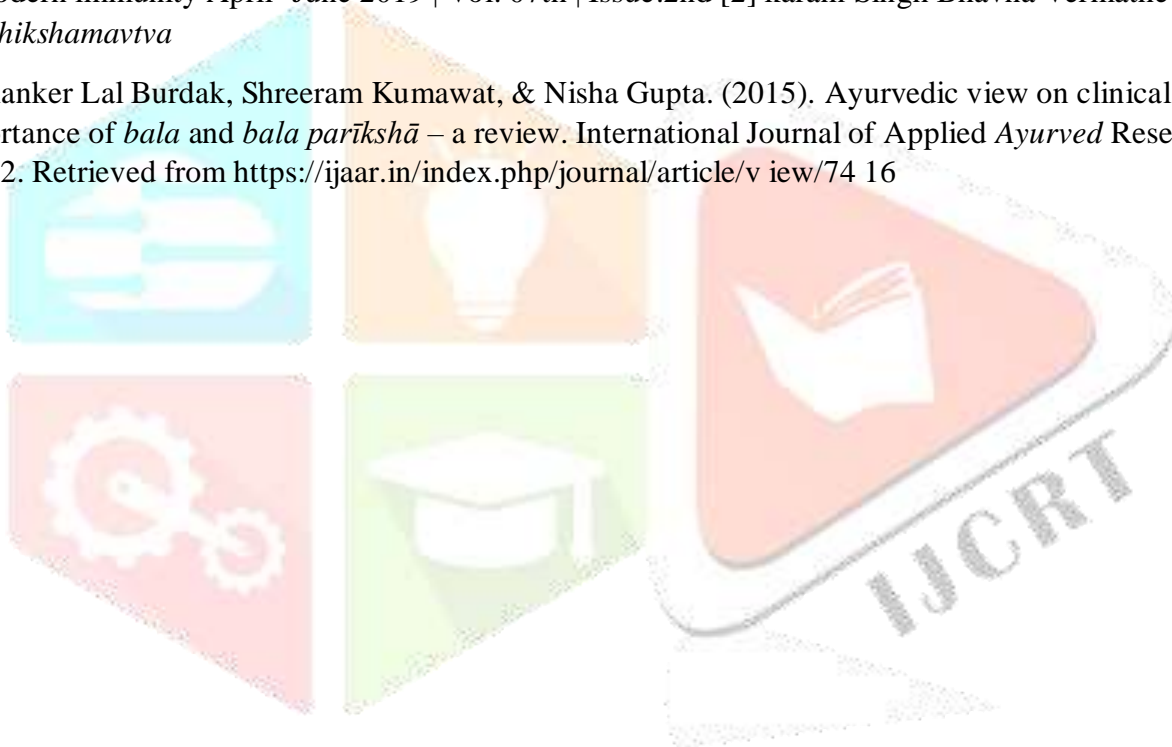 odern immunity April- June 2019 | Vol. 07th | Issue:2nd [2] karam Singh Bhavna Vermathe
hikshamavtva
anker Lal Burdak, Shreeram Kumawat, & Nisha Gupta. (2015). Ayurvedic view on clinical
ortance of bala and bala parīkshā – a review. International Journal of Applied Ayurved Rese
2. Retrieved from https://ijaar.in/index.php/journal/article/v iew/74 16
IJCRT